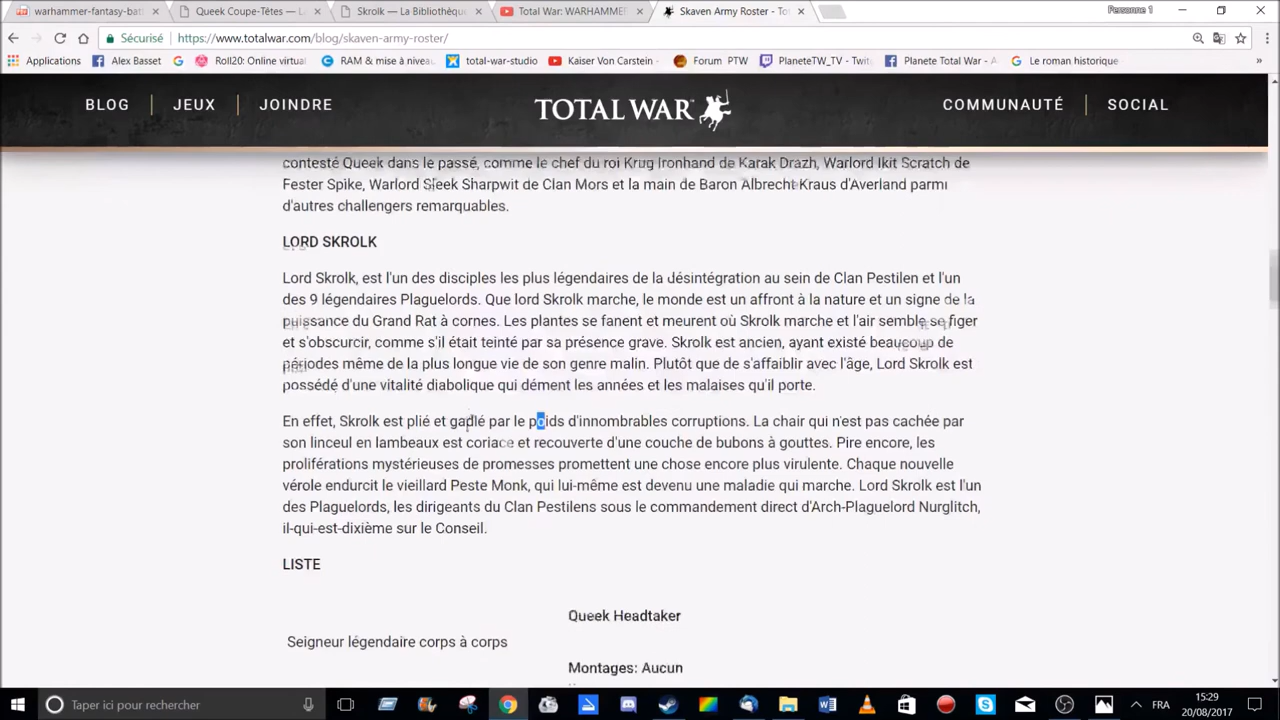 warhammer-fantasy-batt
Queek Coupe-Têtes — L
Skrolk — La Bibliothèqu
Total War: WARHAMME
Skaven Army Roster - To
Personne 1
Sécurisé
https://www.totalwar.com/blog/skaven-army-roster/
Applications
Alex Basset
Roll20: Online virtual
RAM & mise à niveau
total-war-studio
Kaiser Von Carstein -
Forum PTW
PlaneteTW_TV - Twit
Planete Total War - A
Le roman historique
»
BLOG
JEUX
JOINDRE
TOTAL WAR
COMMUNAUTÉ
SOCIAL
contesté Queek dans le passé, comme le chef du roi Krug Ironhand de Karak Drazh, Warlord Ikit Scratch de
Fester Spike, Warlord Sleek Sharpwit de Clan Mors et la main de Baron Albrecht Kraus d'Averland parmi
d'autres challengers remarquables.
LORD SKROLK
Lord Skrolk, est l'un des disciples les plus légendaires de la désintégration au sein de Clan Pestilen et l'un
des 9 légendaires Plaguelords. Que lord Skrolk marche, le monde est un affront à la nature et un signe de la
puissance du Grand Rat à cornes. Les plantes se fanent et meurent où Skrolk marche et l'air semble se figer
et s'obscurcir, comme s'il était teinté par sa présence grave. Skrolk est ancien, ayant existé beaucoup de
périodes même de la plus longue vie de son genre malin. Plutôt que de s'affaiblir avec l'âge, Lord Skrolk est
possédé d'une vitalité diabolique qui dément les années et les malaises qu'il porte.
En effet, Skrolk est plié et gadlé par le poids d'innombrables corruptions. La chair qui n'est pas cachée par
son linceul en lambeaux est coriace et recouverte d'une couche de bubons à gouttes. Pire encore, les
proliférations mystérieuses de promesses promettent une chose encore plus virulente. Chaque nouvelle
vérole endurcit le vieillard Peste Monk, qui lui-même est devenu une maladie qui marche. Lord Skrolk est l'un
des Plaguelords, les dirigeants du Clan Pestilens sous le commandement direct d'Arch-Plaguelord Nurglitch,
il-qui-est-dixième sur le Conseil.
LISTE
Queek Headtaker
Seigneur légendaire corps à corps
Montages: Aucun
Taper ici pour rechercher
FRA
15:29
20/08/2017